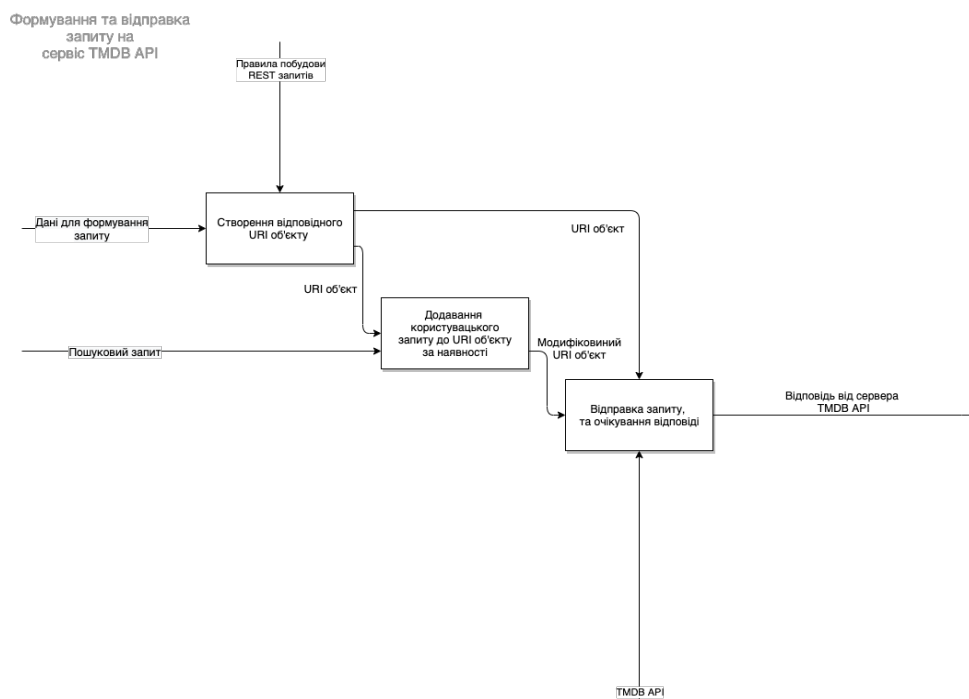 Формування та відправка
запиту на
сервіс TMDB API
Правила побудови
REST запитів
Дані для формування
запиту
Створення відповідного
URI об'єкту
URI об'єкт
URI об'єкт
Пошуковий запит
Додавання
користувацького
запиту до URI об'єкту
за наявності
Модифіковиний
URI об'єкт
Відправка запиту,
та очікування відповіді
Відповідь від сервера
TMDB API
TMDB API